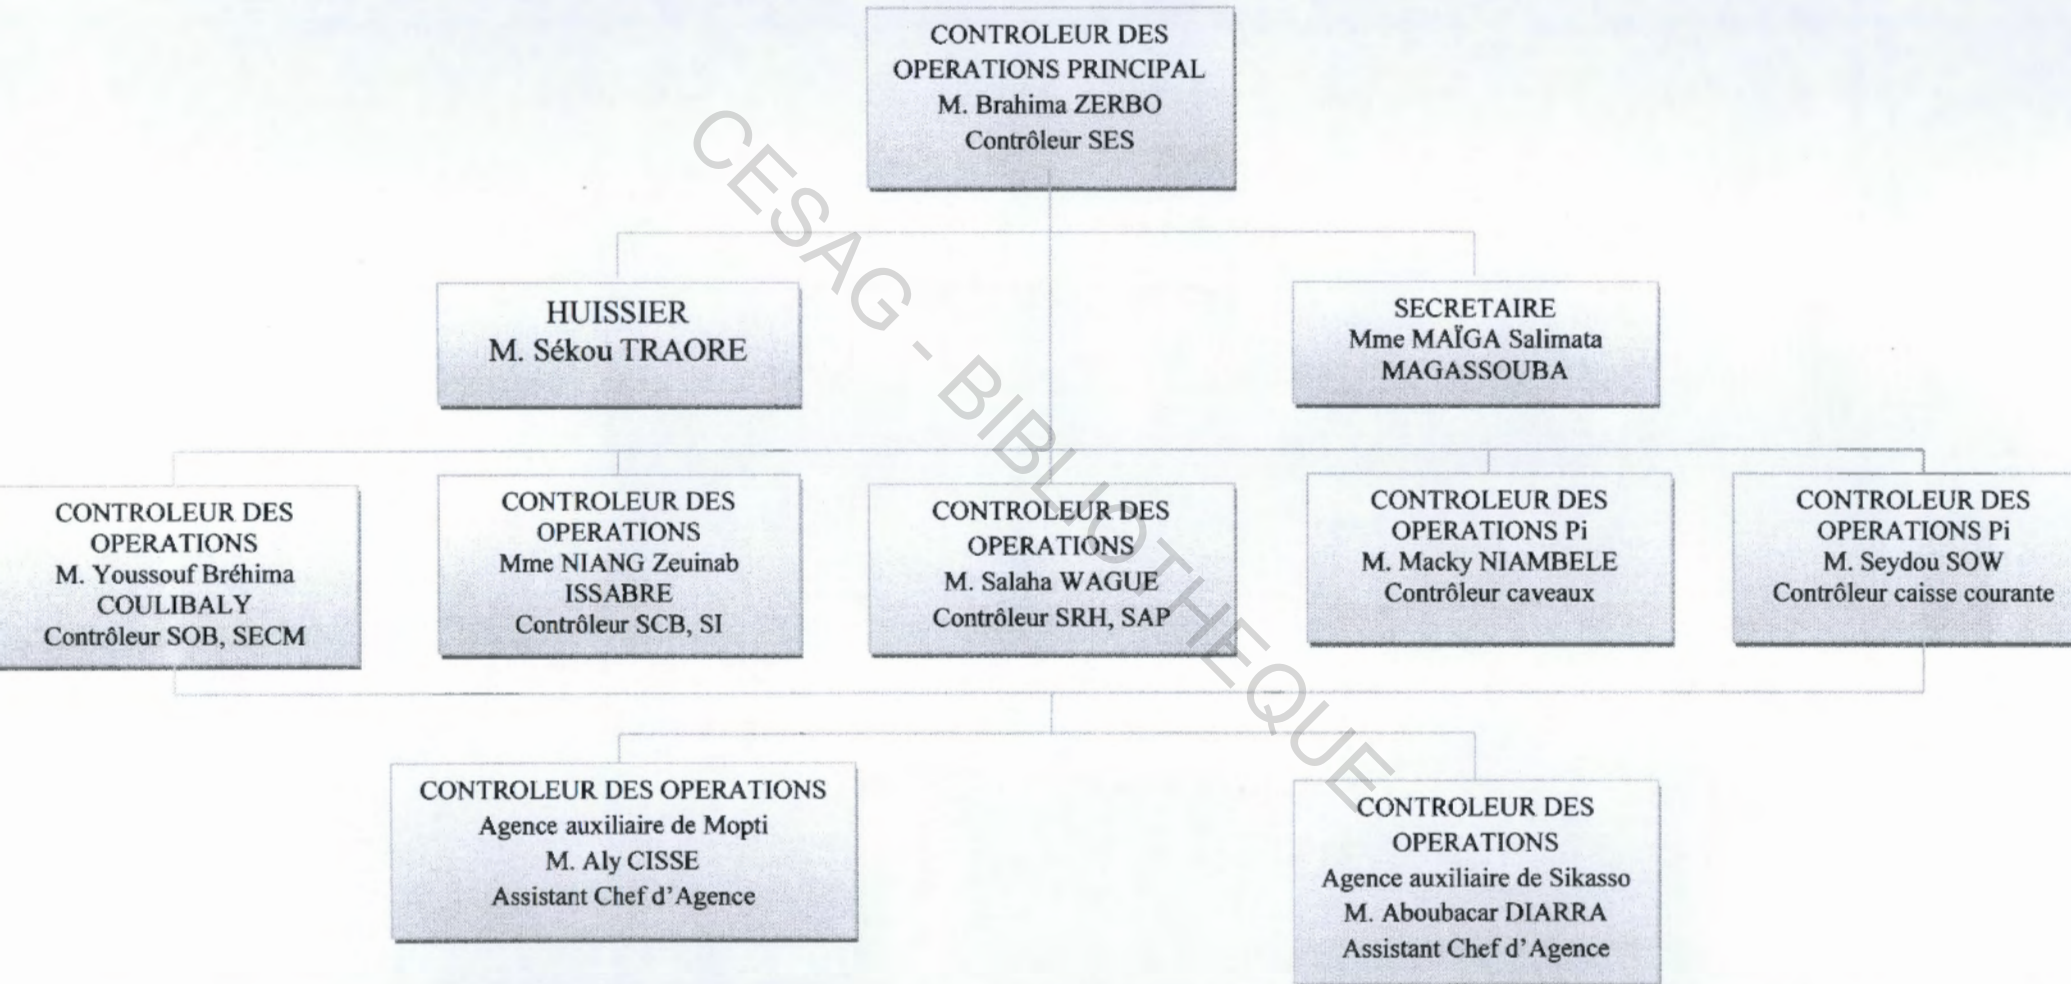 CONTROLEUR DES
OPERATIONS PRINCIPAL
M. Brahima ZERBO
Contrôleur SES
HUISSIER
M. Sékou TRAORE
SECRETAIRE
Mme MAÏGA Salimata
MAGASSOUBA
CONTROLEUR DES
OPERATIONS
M. Youssouf Bréhima
COULIBALY
Contrôleur SOB, SECM
CONTROLEUR DES
OPERATIONS
Mme NIANG Zeuinab
ISSABRE
Contrôleur SCB, SI
CONTROLEUR DES
OPERATIONS
M. Salaha WAGUE
Contrôleur SRH, SAP
CONTROLEUR DES
OPERATIONS Pi
M. Macky NIAMBELE
Contrôleur caveaux
CONTROLEUR DES
OPERATIONS Pi
M. Seydou SOW
Contrôleur caisse courante
CONTROLEUR DES OPERATIONS
Agence auxiliaire de Mopti
M. Aly CISSE
Assistant Chef d'Agence
CONTROLEUR DES
OPERATIONS
Agence auxiliaire de Sikasso
M. Aboubacar DIARRA
Assistant Chef d'Agence
CESAG - BIBLIOTHEQUE